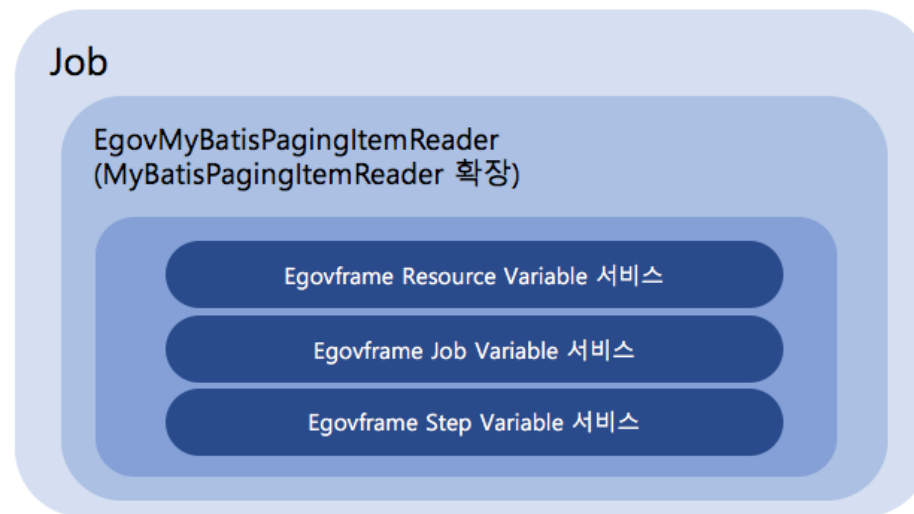 Job
EgovMyBatisPagingItemReader
(MyBatisPagingItemReader 확장)
Egovframe Resource Variable 서비스
Egovframe Job Variable 서비스
Egovframe Step Variable 서비스